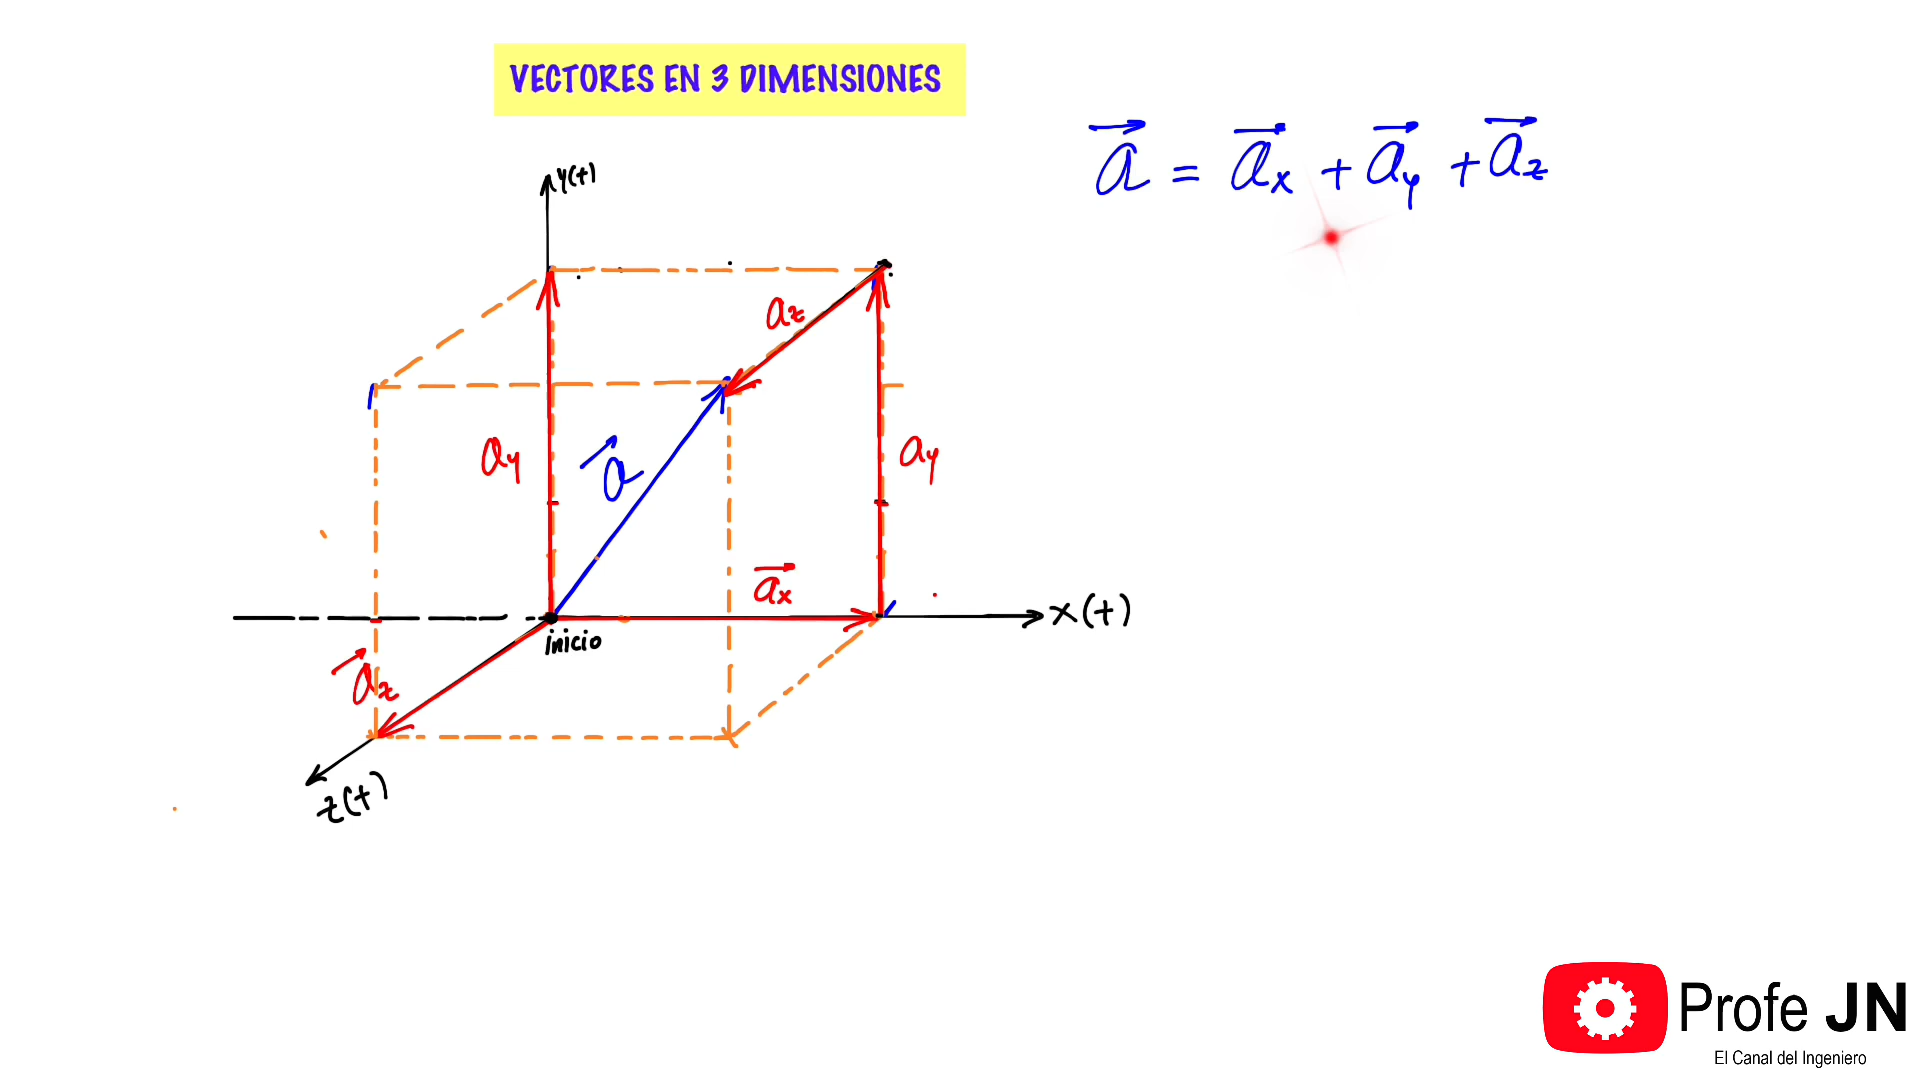 VECTORES EN 3 DIMENSIONES
a = ax + ay + az
y(+)
az
ay
a
ay
ax
x(+)
inicio
az
z(+)
Profe JN
El Canal del Ingeniero